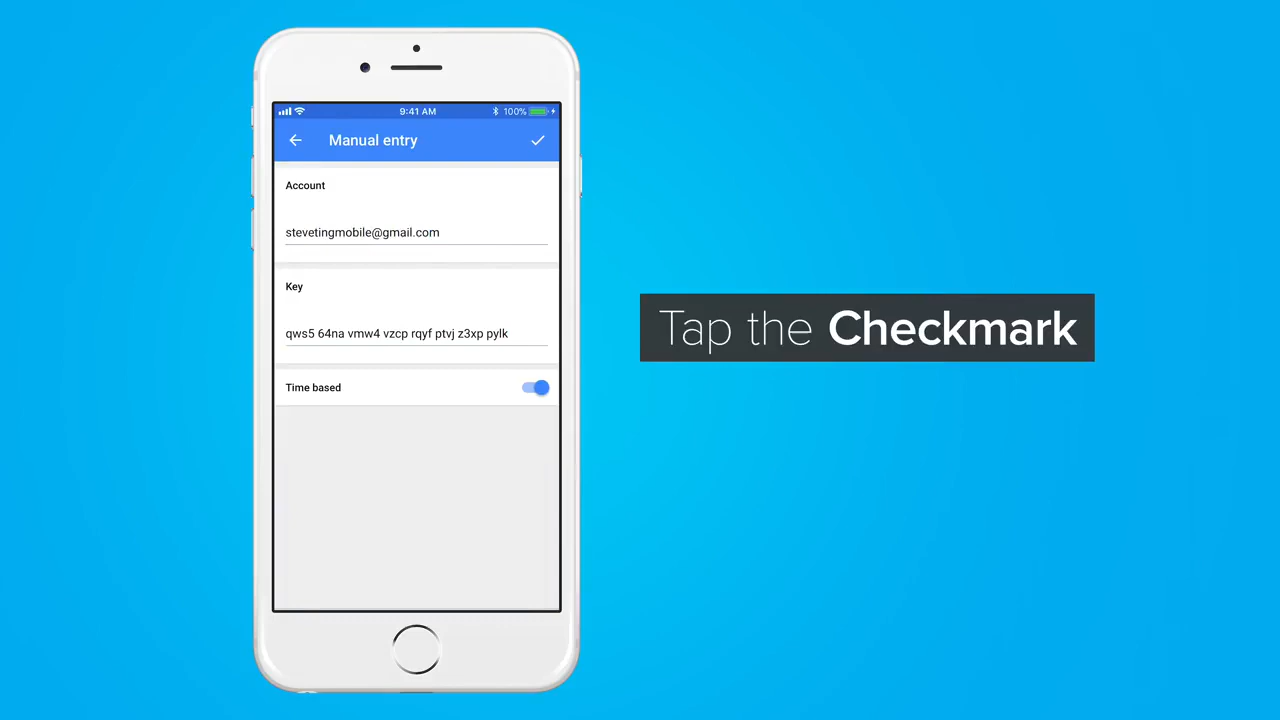 9:41 AM
100%
Manual entry
Account
stevetingmobile@gmail.com
Key
qws5 64na vmw4 vzcp rqyf ptvj z3xp pylk
Time based
Tap the Checkmark